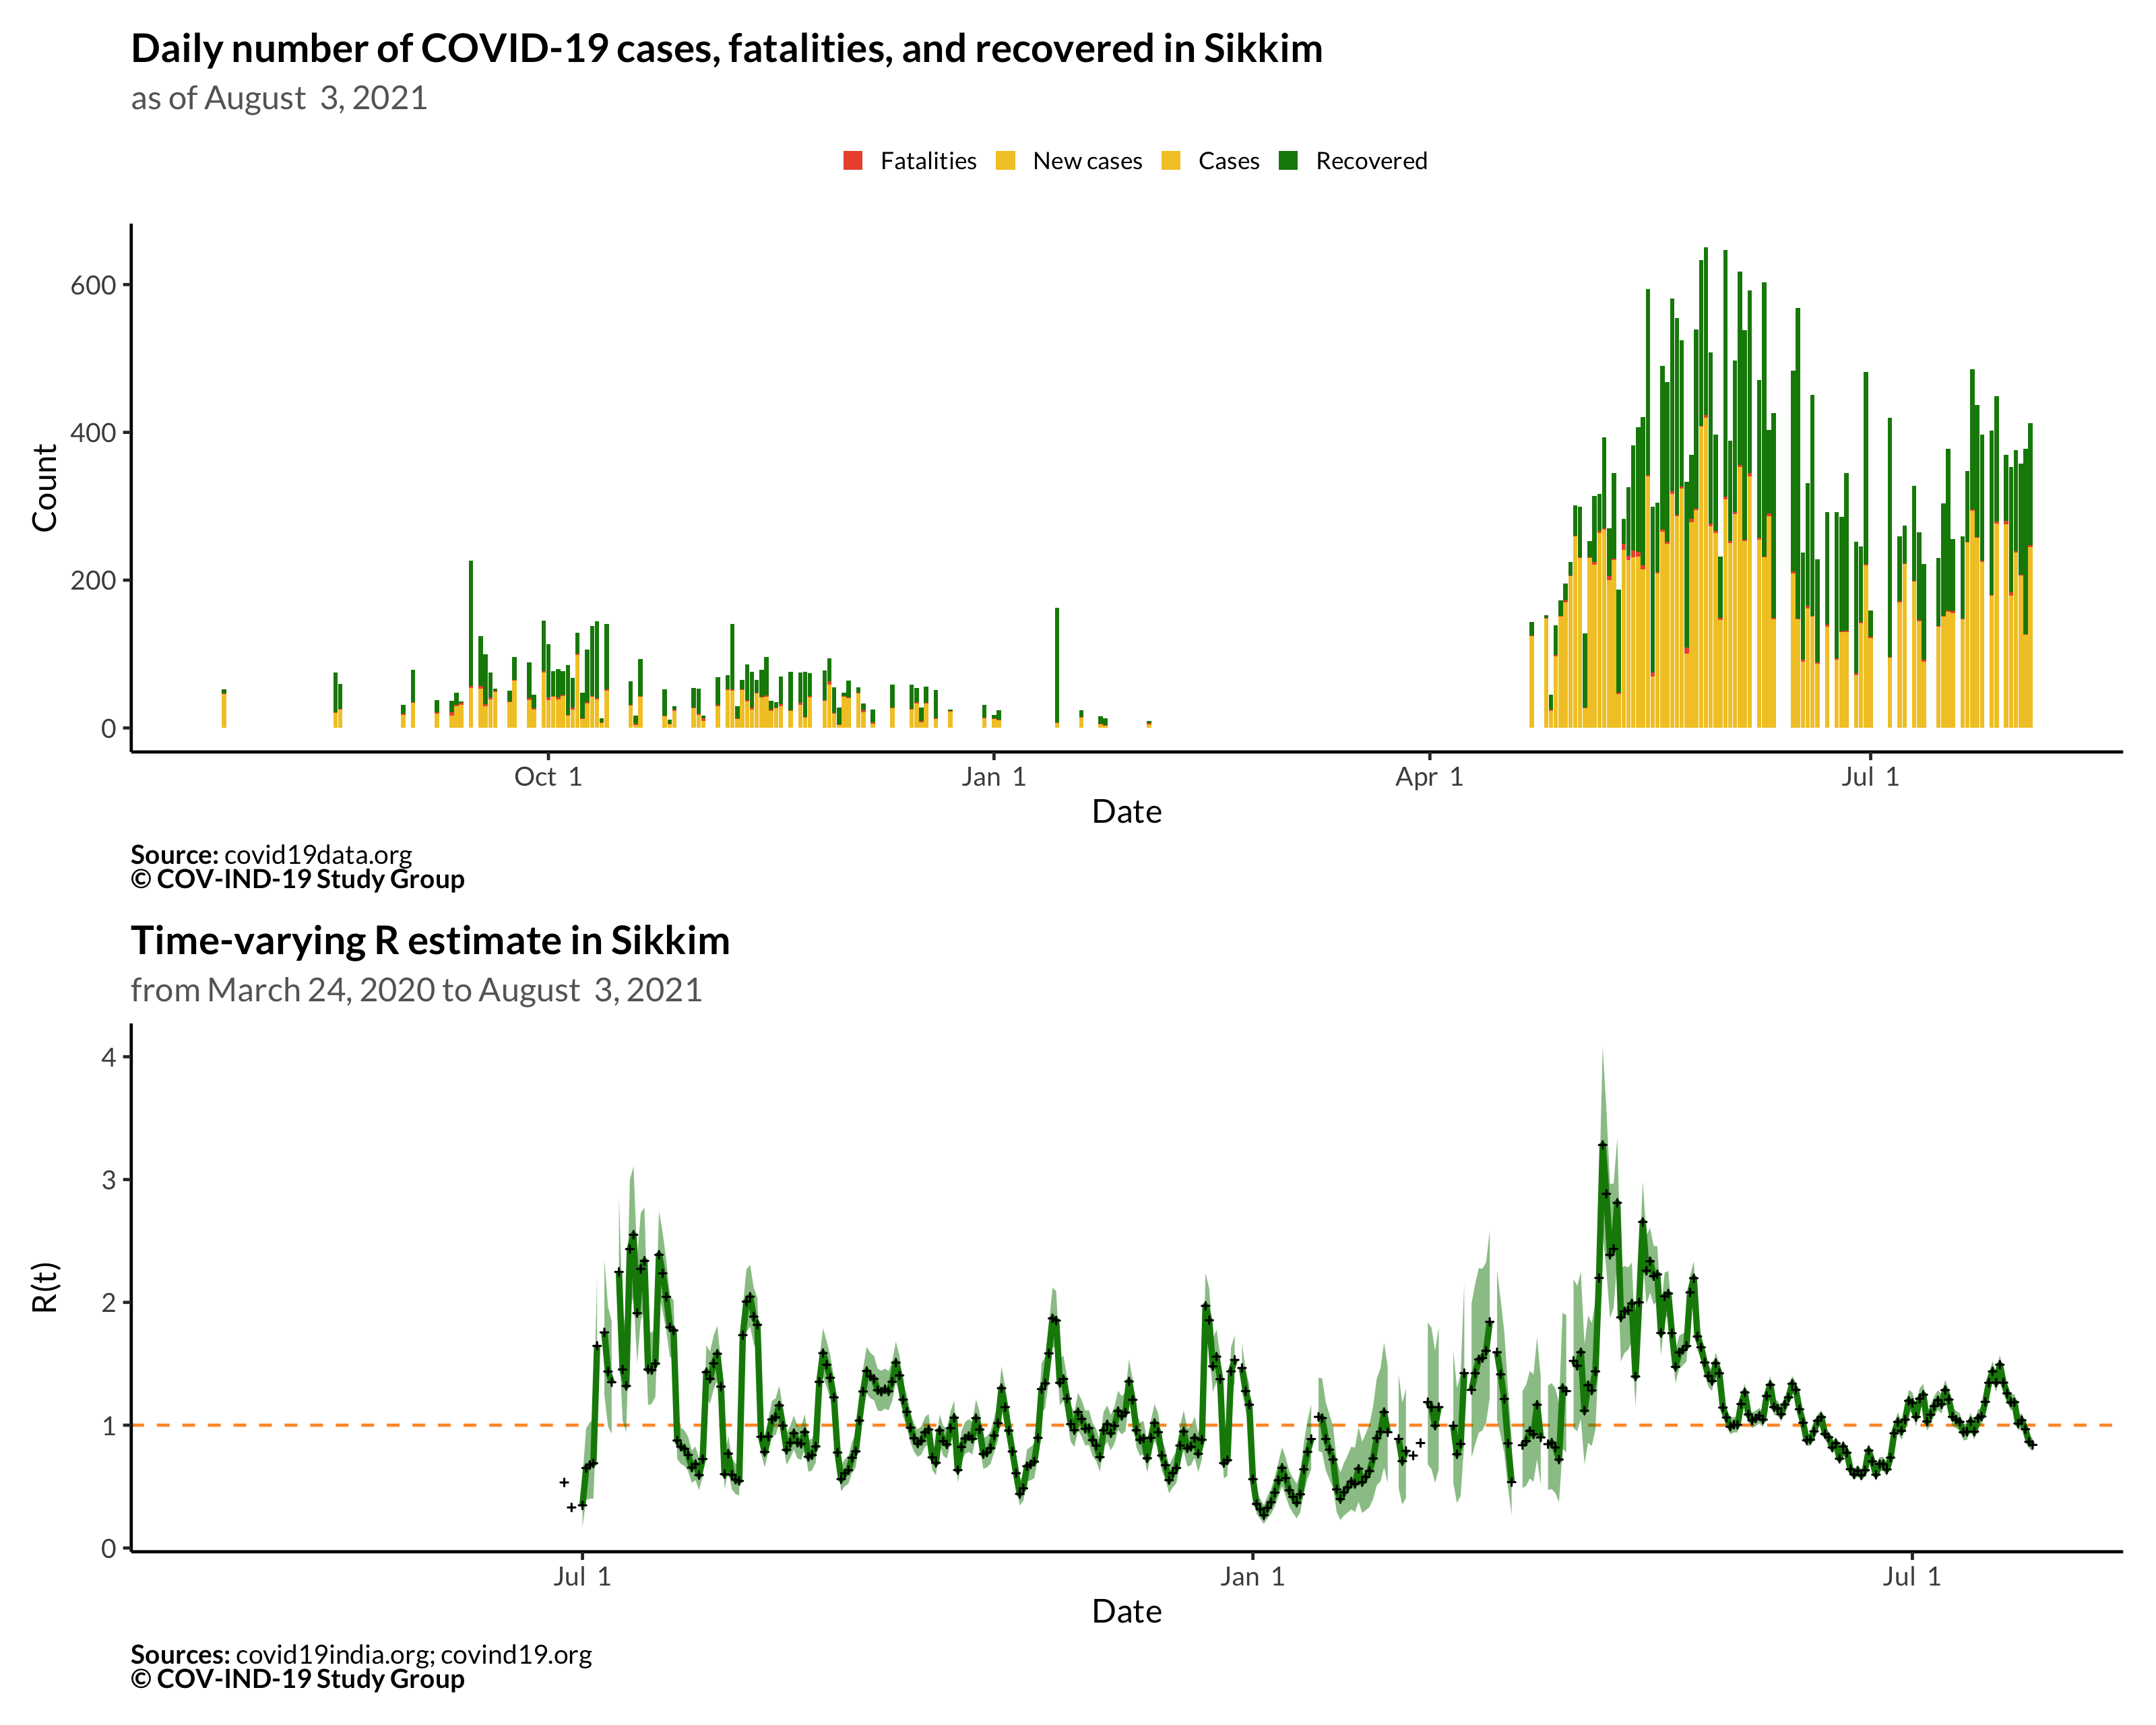 Daily number of COVID-19 cases, fatalities, and recovered in Sikkim
as of August  3, 2021
Fatalities New cases Cases Recovered
Count
600
400
200
0
Oct  1 Jan  1 Apr  1 Jul  1
Date
Source: covid19data.org
© COV-IND-19 Study Group
Time-varying R estimate in Sikkim
from March 24, 2020 to August  3, 2021
R(t)
4
3
2
1
0
Jul  1 Jan  1 Jul  1
Date
Sources: covid19india.org; covind19.org
© COV-IND-19 Study Group